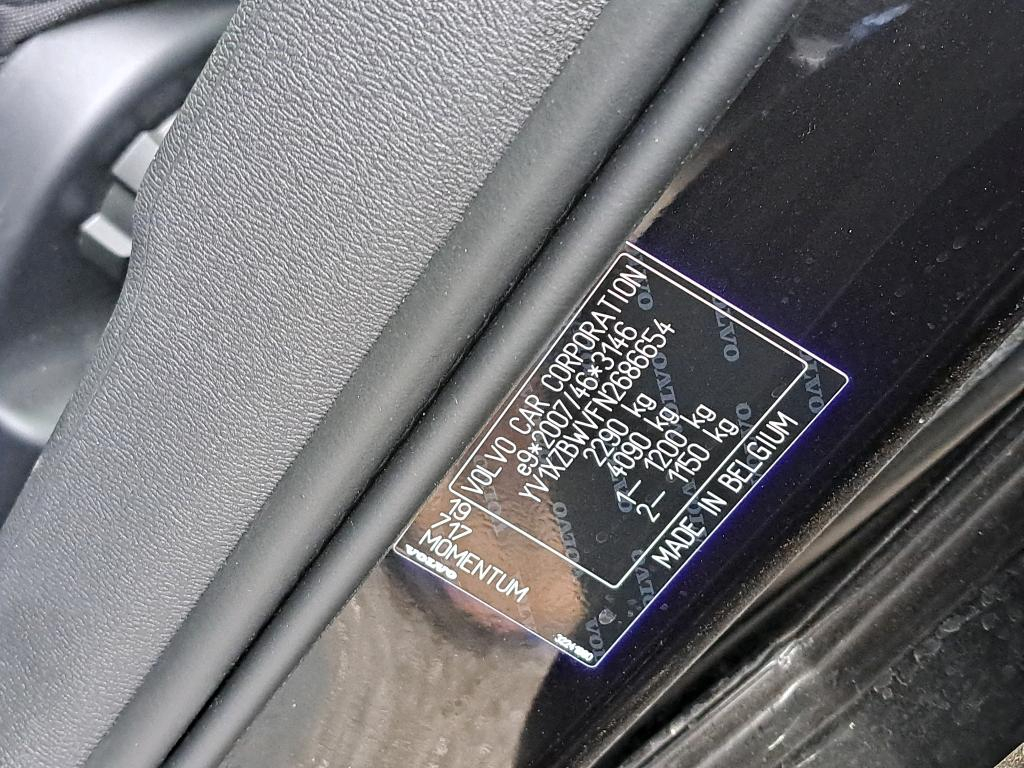 VOLVO CAR CORPORATION
e9*2007/46*3146
YV1XZBWVFN2686654
2290 kg
4090 kg
1– 1200 kg
2– 1150 kg
MADE IN BELGIUM
19
717
MOMENTUM
VOLVO